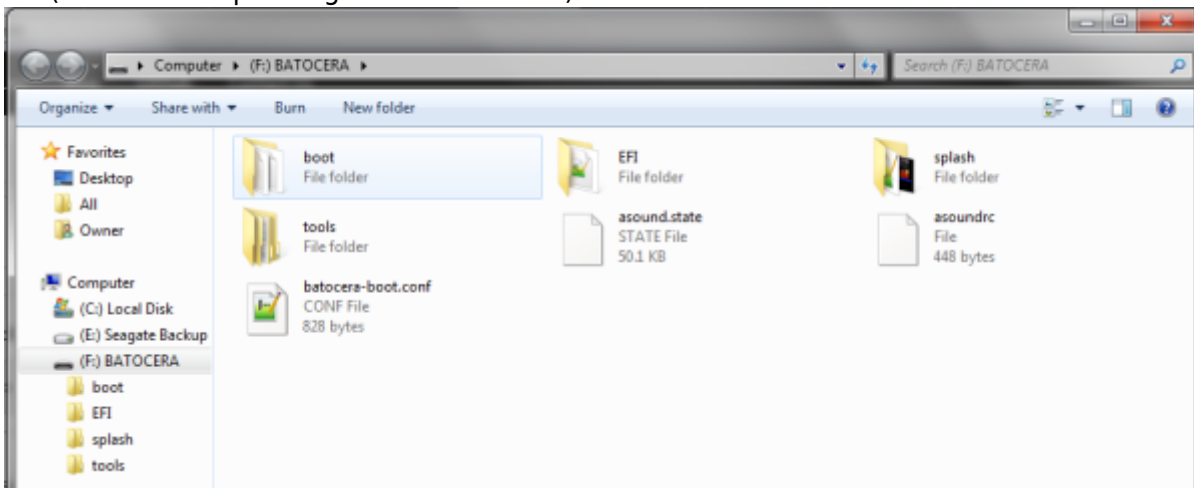 Computer ▸ (F:) BATOCERA ▸
Search (F:) BATOCERA
Organize Share with Burn New folder
Favorites
Desktop
All
Owner
Computer
(C:) Local Disk
(E:) Seagate Backup
(F:) BATOCERA
boot
EFI
splash
tools
boot
File folder
EFI
File folder
splash
File folder
tools
File folder
asound.state
STATE File
50.1 KB
asoundrc
File
448 bytes
batocera-boot.conf
CONF File
828 bytes